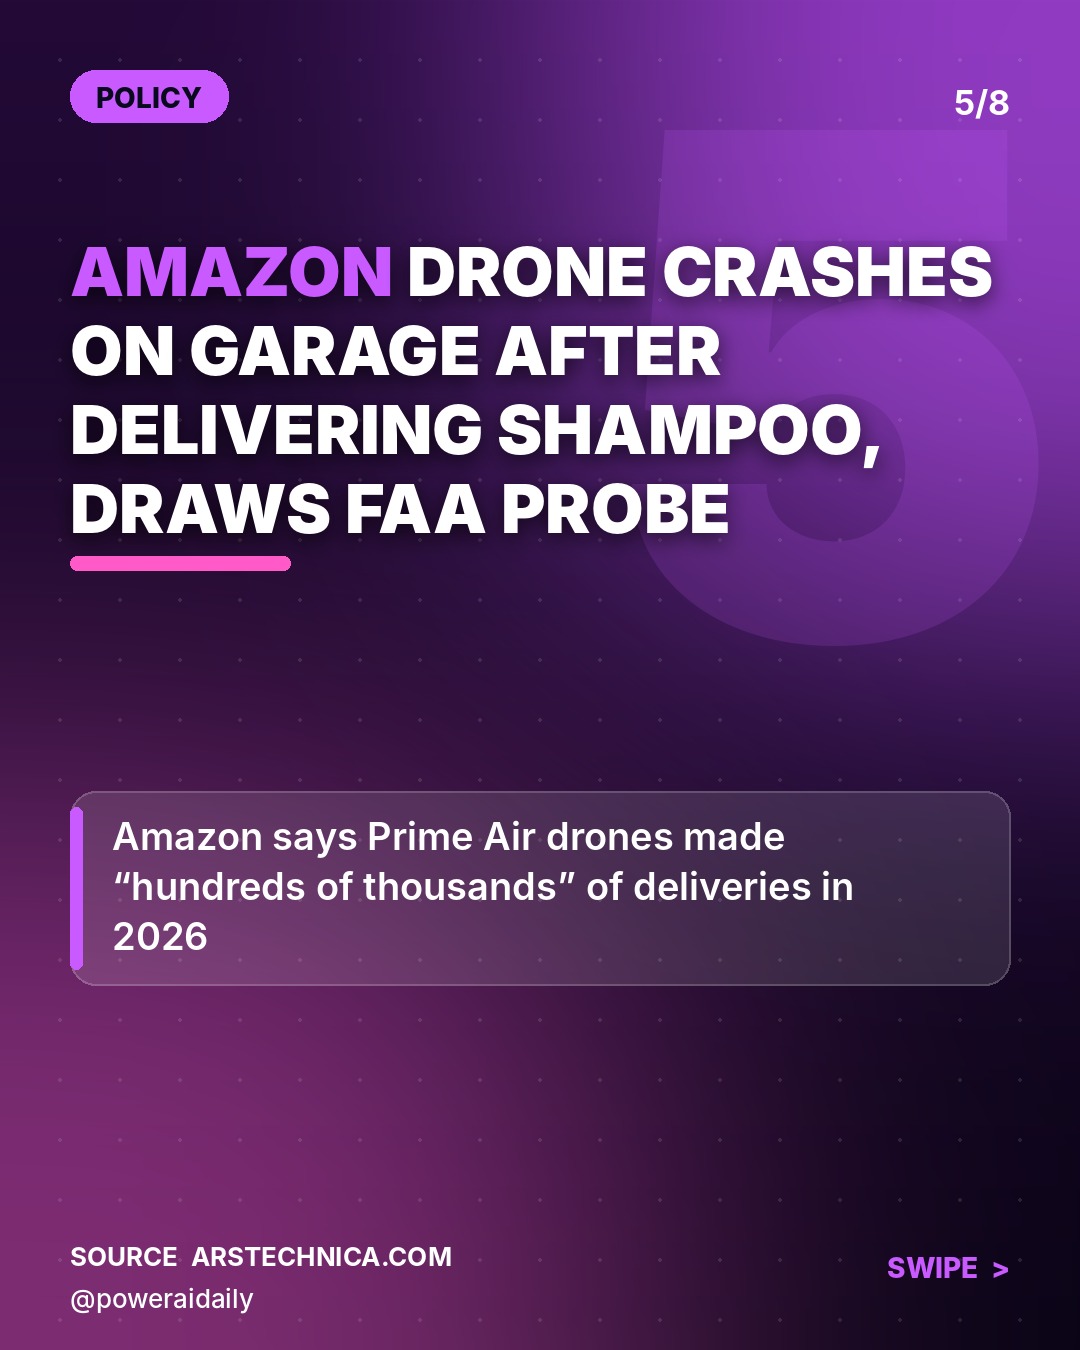 POLICY
5/8
5
AMAZON DRONE CRASHES
ON GARAGE AFTER
DELIVERING SHAMPOO,
DRAWS FAA PROBE
Amazon says Prime Air drones made
“hundreds of thousands” of deliveries in
2026
SOURCE ARSTECHNICA.COM
@poweraidaily
SWIPE >